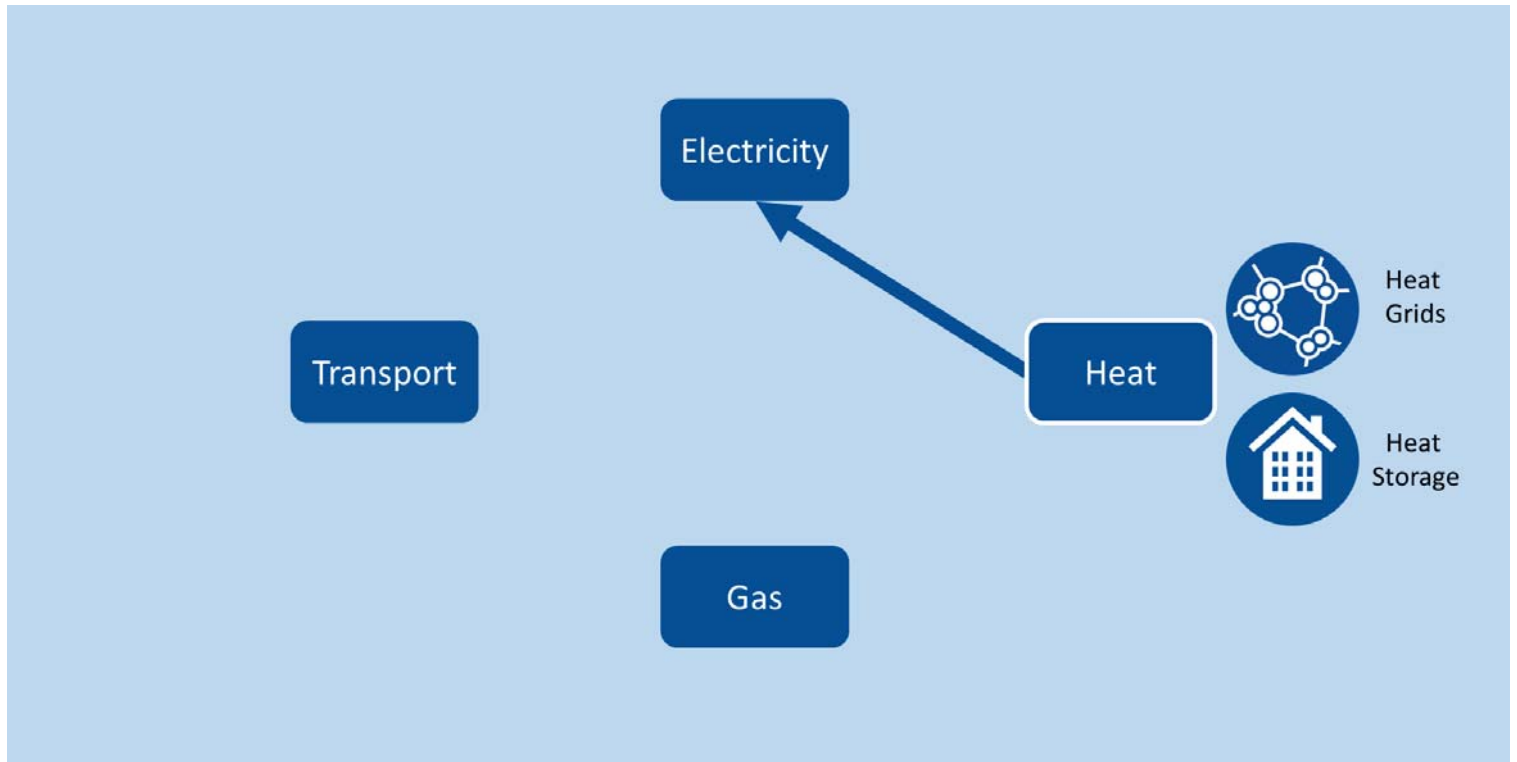 Electricity
Heat
Grids
Transport
Heat
Heat
Storage
Gas